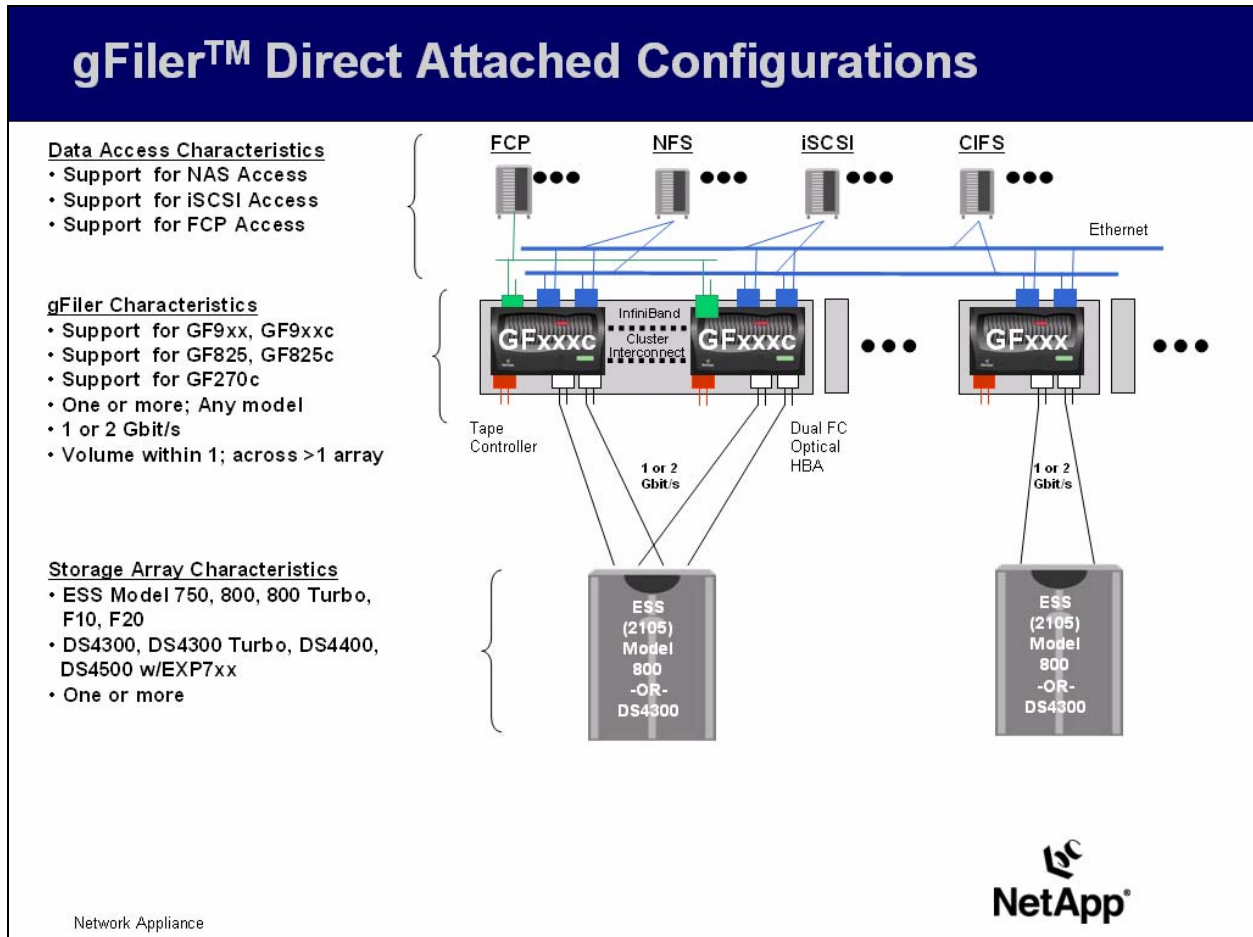 gFiler™ Direct Attached Configurations
Data Access Characteristics
• Support for NAS Access
• Support for iSCSI Access
• Support for FCP Access
FCP
NFS
iSCSI
CIFS
Ethernet
gFiler Characteristics
• Support for GF9xx, GF9xxc
• Support for GF825, GF825c
• Support for GF270c
• One or more; Any model
• 1 or 2 Gbit/s
• Volume within 1; across >1 array
GFxxxc
InfiniBand
Cluster
Interconnect
GFxxxc
GFxxx
Tape
Controller
Dual FC
Optical
HBA
1 or 2
Gbit/s
1 or 2
Gbit/s
Storage Array Characteristics
• ESS Model 750, 800, 800 Turbo,
F10, F20
• DS4300, DS4300 Turbo, DS4400,
DS4500 w/EXP7xx
• One or more
ESS
(2105)
Model
800
-OR-
DS4300
ESS
(2105)
Model
800
-OR-
DS4300
NetApp®
Network Appliance